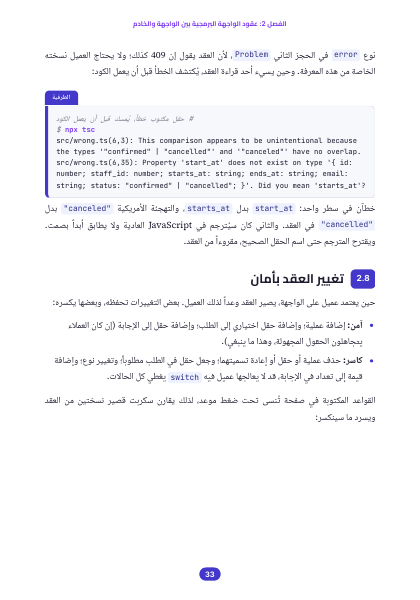 الفصل 2: عقود الواجهة البرمجية بين الواجهة والخادم
نوع error في الحجز الثاني Problem، لأن العقد يقول إن 409 كذلك؛ ولا يحتاج العميل نسخته
الخاصة من هذه المعرفة. وحين يسيء أحد قراءة العقد، يُكتشف الخطأ قبل أن يعمل الكود:
الطرفية
# حقل مكتوب خطأ، يُمسك قبل أن يعمل الكود
$ npx tsc
src/wrong.ts(6,3): This comparison appears to be unintentional because
the types '"confirmed" | "cancelled"' and '"canceled"' have no overlap.
src/wrong.ts(6,35): Property 'start_at' does not exist on type '{ id:
number; staff_id: number; starts_at: string; ends_at: string; email:
string; status: "confirmed" | "cancelled"; }'. Did you mean 'starts_at'?
خطآن في سطر واحد: start_at بدل starts_at، والتهجئة الأمريكية "canceled" بدل
"cancelled" في العقد. والثاني كان سيُترجم في JavaScript العادية ولا يطابق أبداً بصمت.
ويقترح المترجم حتى اسم الحقل الصحيح، مقروءاً من العقد.
2.8 تغيير العقد بأمان
حين يعتمد عميل على الواجهة، يصير العقد وعداً لذلك العميل. بعض التغييرات تحفظه، وبعضها يكسره:
• آمن: إضافة عملية؛ وإضافة حقل اختياري إلى الطلب؛ وإضافة حقل إلى الإجابة (إن كان العملاء
يتجاهلون الحقول المجهولة، وهذا ما ينبغي).
• كاسر: حذف عملية أو حقل أو إعادة تسميتهما؛ وجعل حقل في الطلب مطلوباً؛ وتغيير نوع؛ وإضافة
قيمة إلى تعداد في الإجابة، قد لا يعالجها عميل فيه switch يغطي كل الحالات.
القواعد المكتوبة في صفحة تُنسى تحت ضغط موعد، لذلك يقارن سكربت قصير نسختين من العقد
ويسرد ما سينكسر:
33